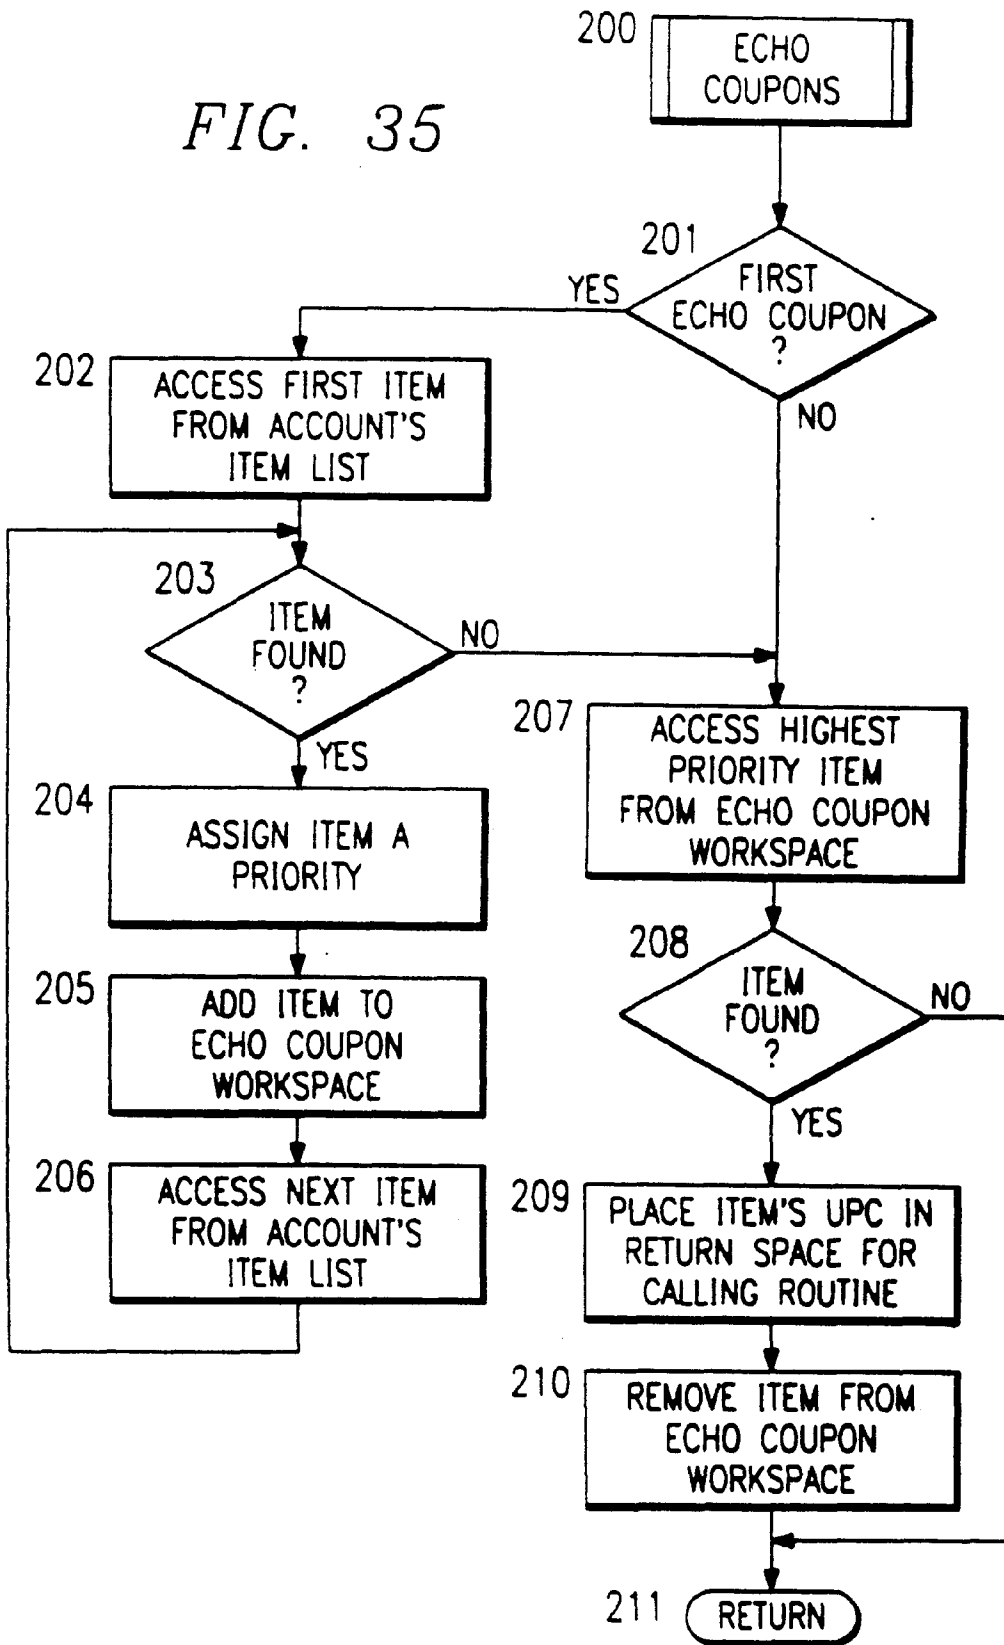 FIG. 35
200
ECHO
COUPONS
201
FIRST
ECHO COUPON
?
YES
NO
202
ACCESS FIRST ITEM
FROM ACCOUNT'S
ITEM LIST
203
ITEM
FOUND
?
NO
YES
204
ASSIGN ITEM A
PRIORITY
205
ADD ITEM TO
ECHO COUPON
WORKSPACE
206
ACCESS NEXT ITEM
FROM ACCOUNT'S
ITEM LIST
207
ACCESS HIGHEST
PRIORITY ITEM
FROM ECHO COUPON
WORKSPACE
208
ITEM
FOUND
?
NO
YES
209
PLACE ITEM'S UPC IN
RETURN SPACE FOR
CALLING ROUTINE
210
REMOVE ITEM FROM
ECHO COUPON
WORKSPACE
211
RETURN